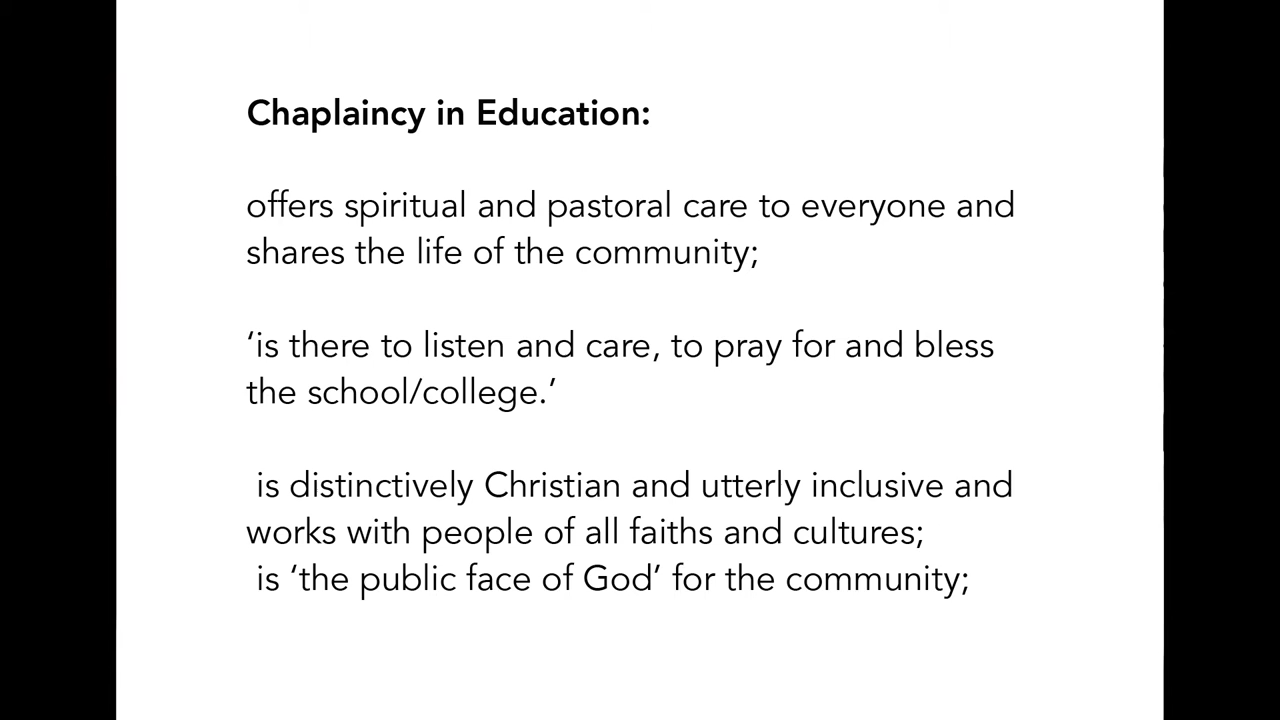 Chaplaincy in Education:
offers spiritual and pastoral care to everyone and
shares the life of the community;
‘is there to listen and care, to pray for and bless
the school/college.’
is distinctively Christian and utterly inclusive and
works with people of all faiths and cultures;
is ‘the public face of God’ for the community;